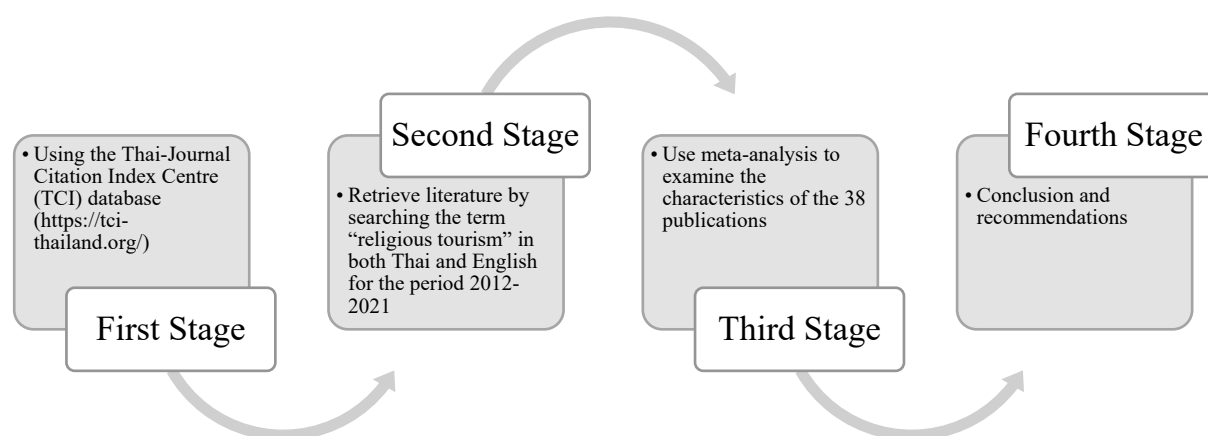 • Using the Thai-Journal
Citation Index Centre
(TCI) database
(https://tci-
thailand.org/)
First Stage
Second Stage
• Retrieve literature by
searching the term
“religious tourism” in
both Thai and English
for the period 2012-
2021
• Use meta-analysis to
examine the
characteristics of the 38
publications
Third Stage
Fourth Stage
• Conclusion and
recommendations